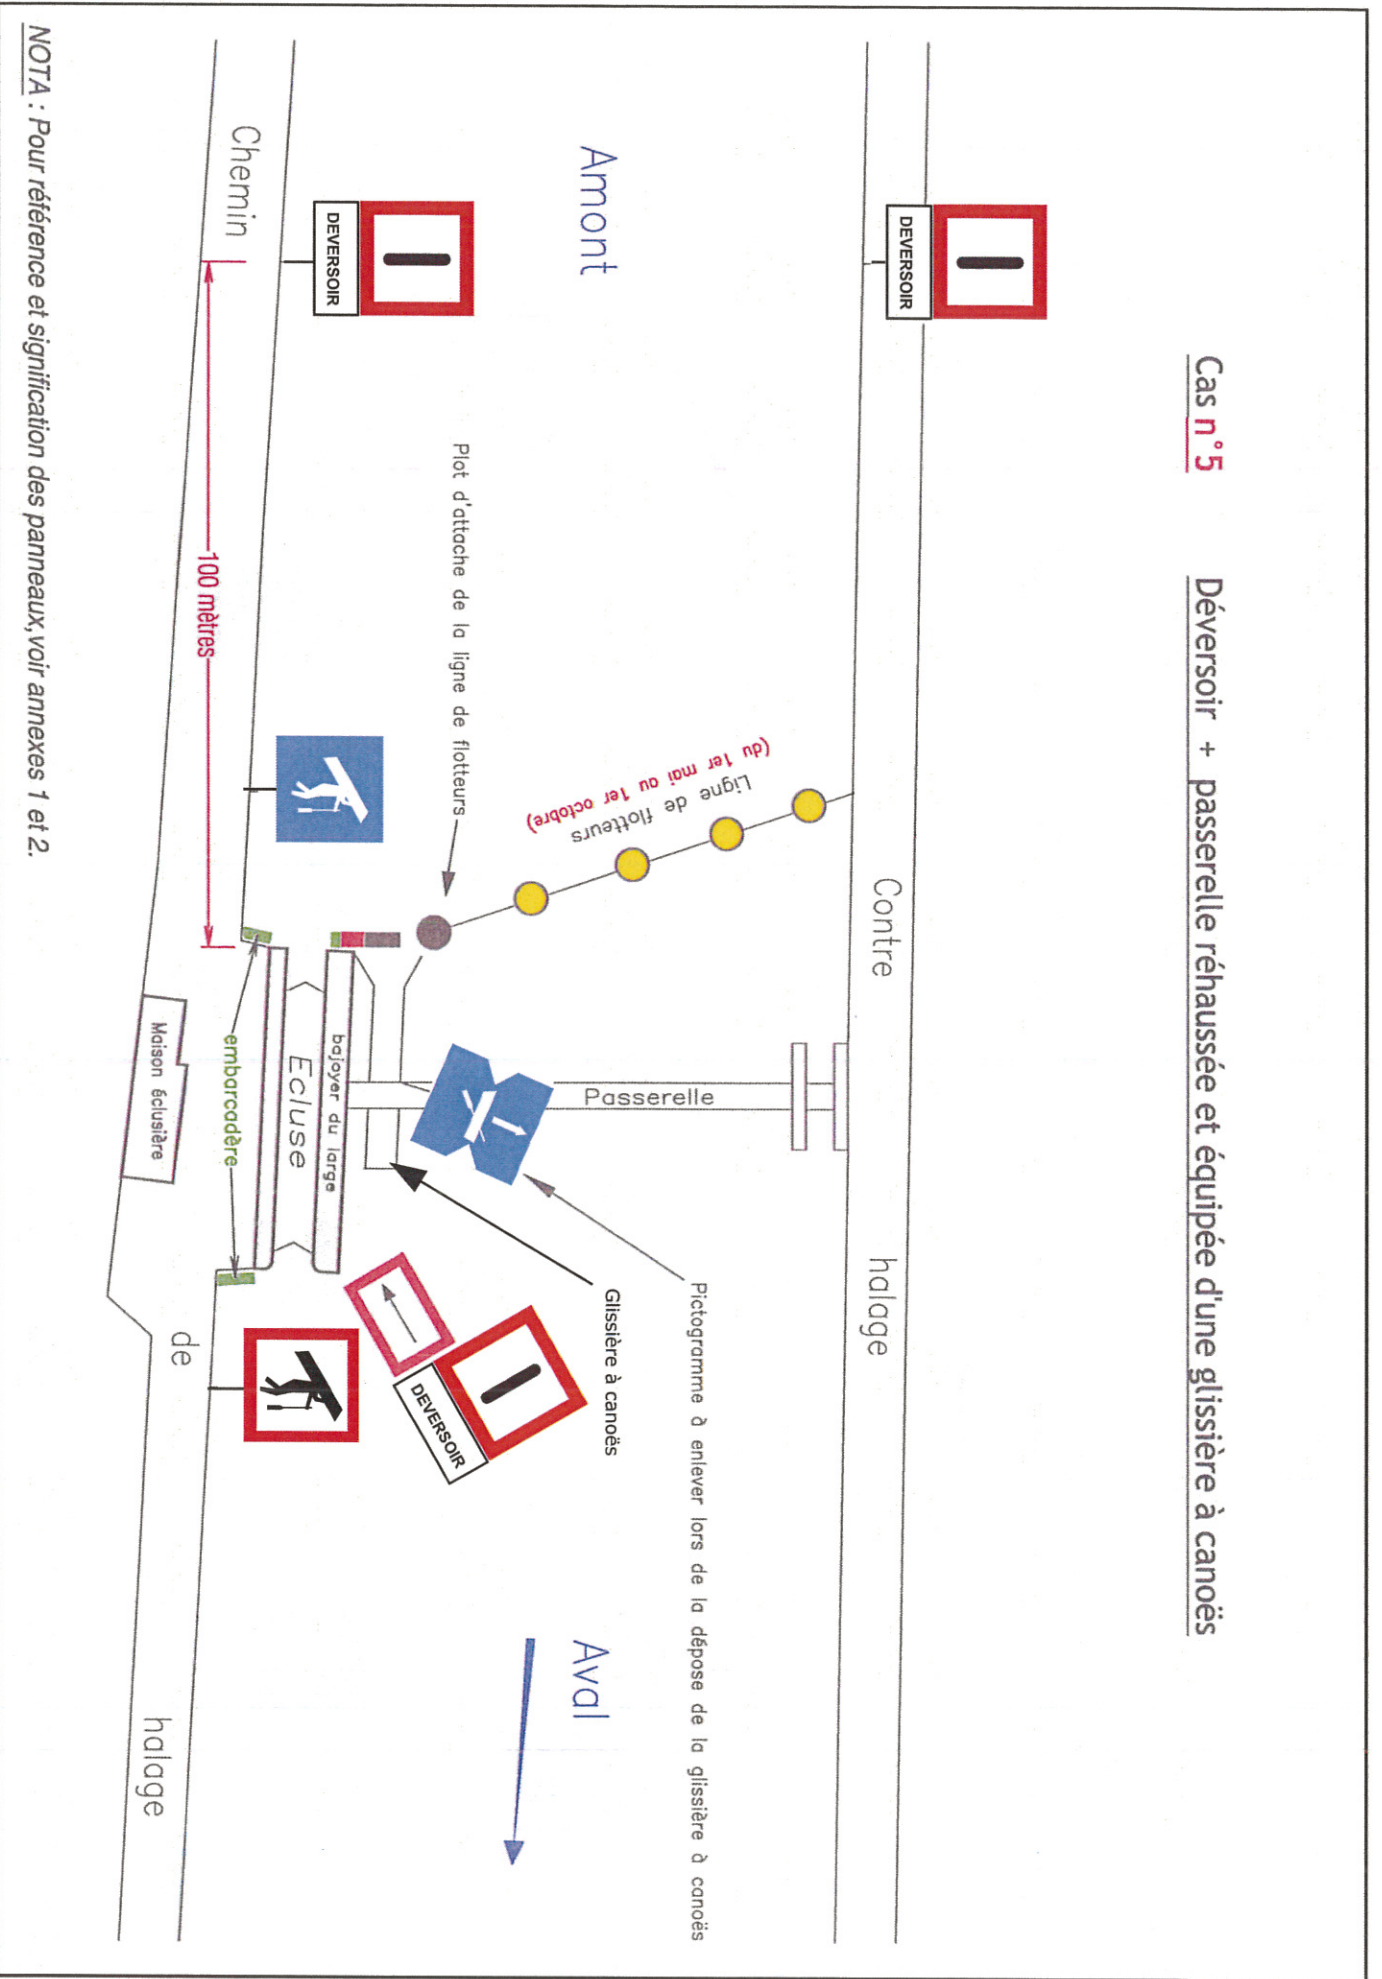 Cas n°5 Déversoir + passerelle réhaussée et équipée d'une glissière à canoës
DEVERSOIR
Contre halage
Amont
Aval
Pictogramme à enlever lors de la dépose de la glissière à canoës
Glissière à canoës
Ligne de flotteurs
(du 1er mai au 1er octobre)
Passerelle
Plot d'attache de la ligne de flotteurs
DEVERSOIR
DEVERSOIR
bajoyer du large
Ecluse
embarcadère
100 mètres
Maison éclusière
Chemin de halage
NOTA : Pour référence et signification des panneaux,voir annexes 1 et 2.